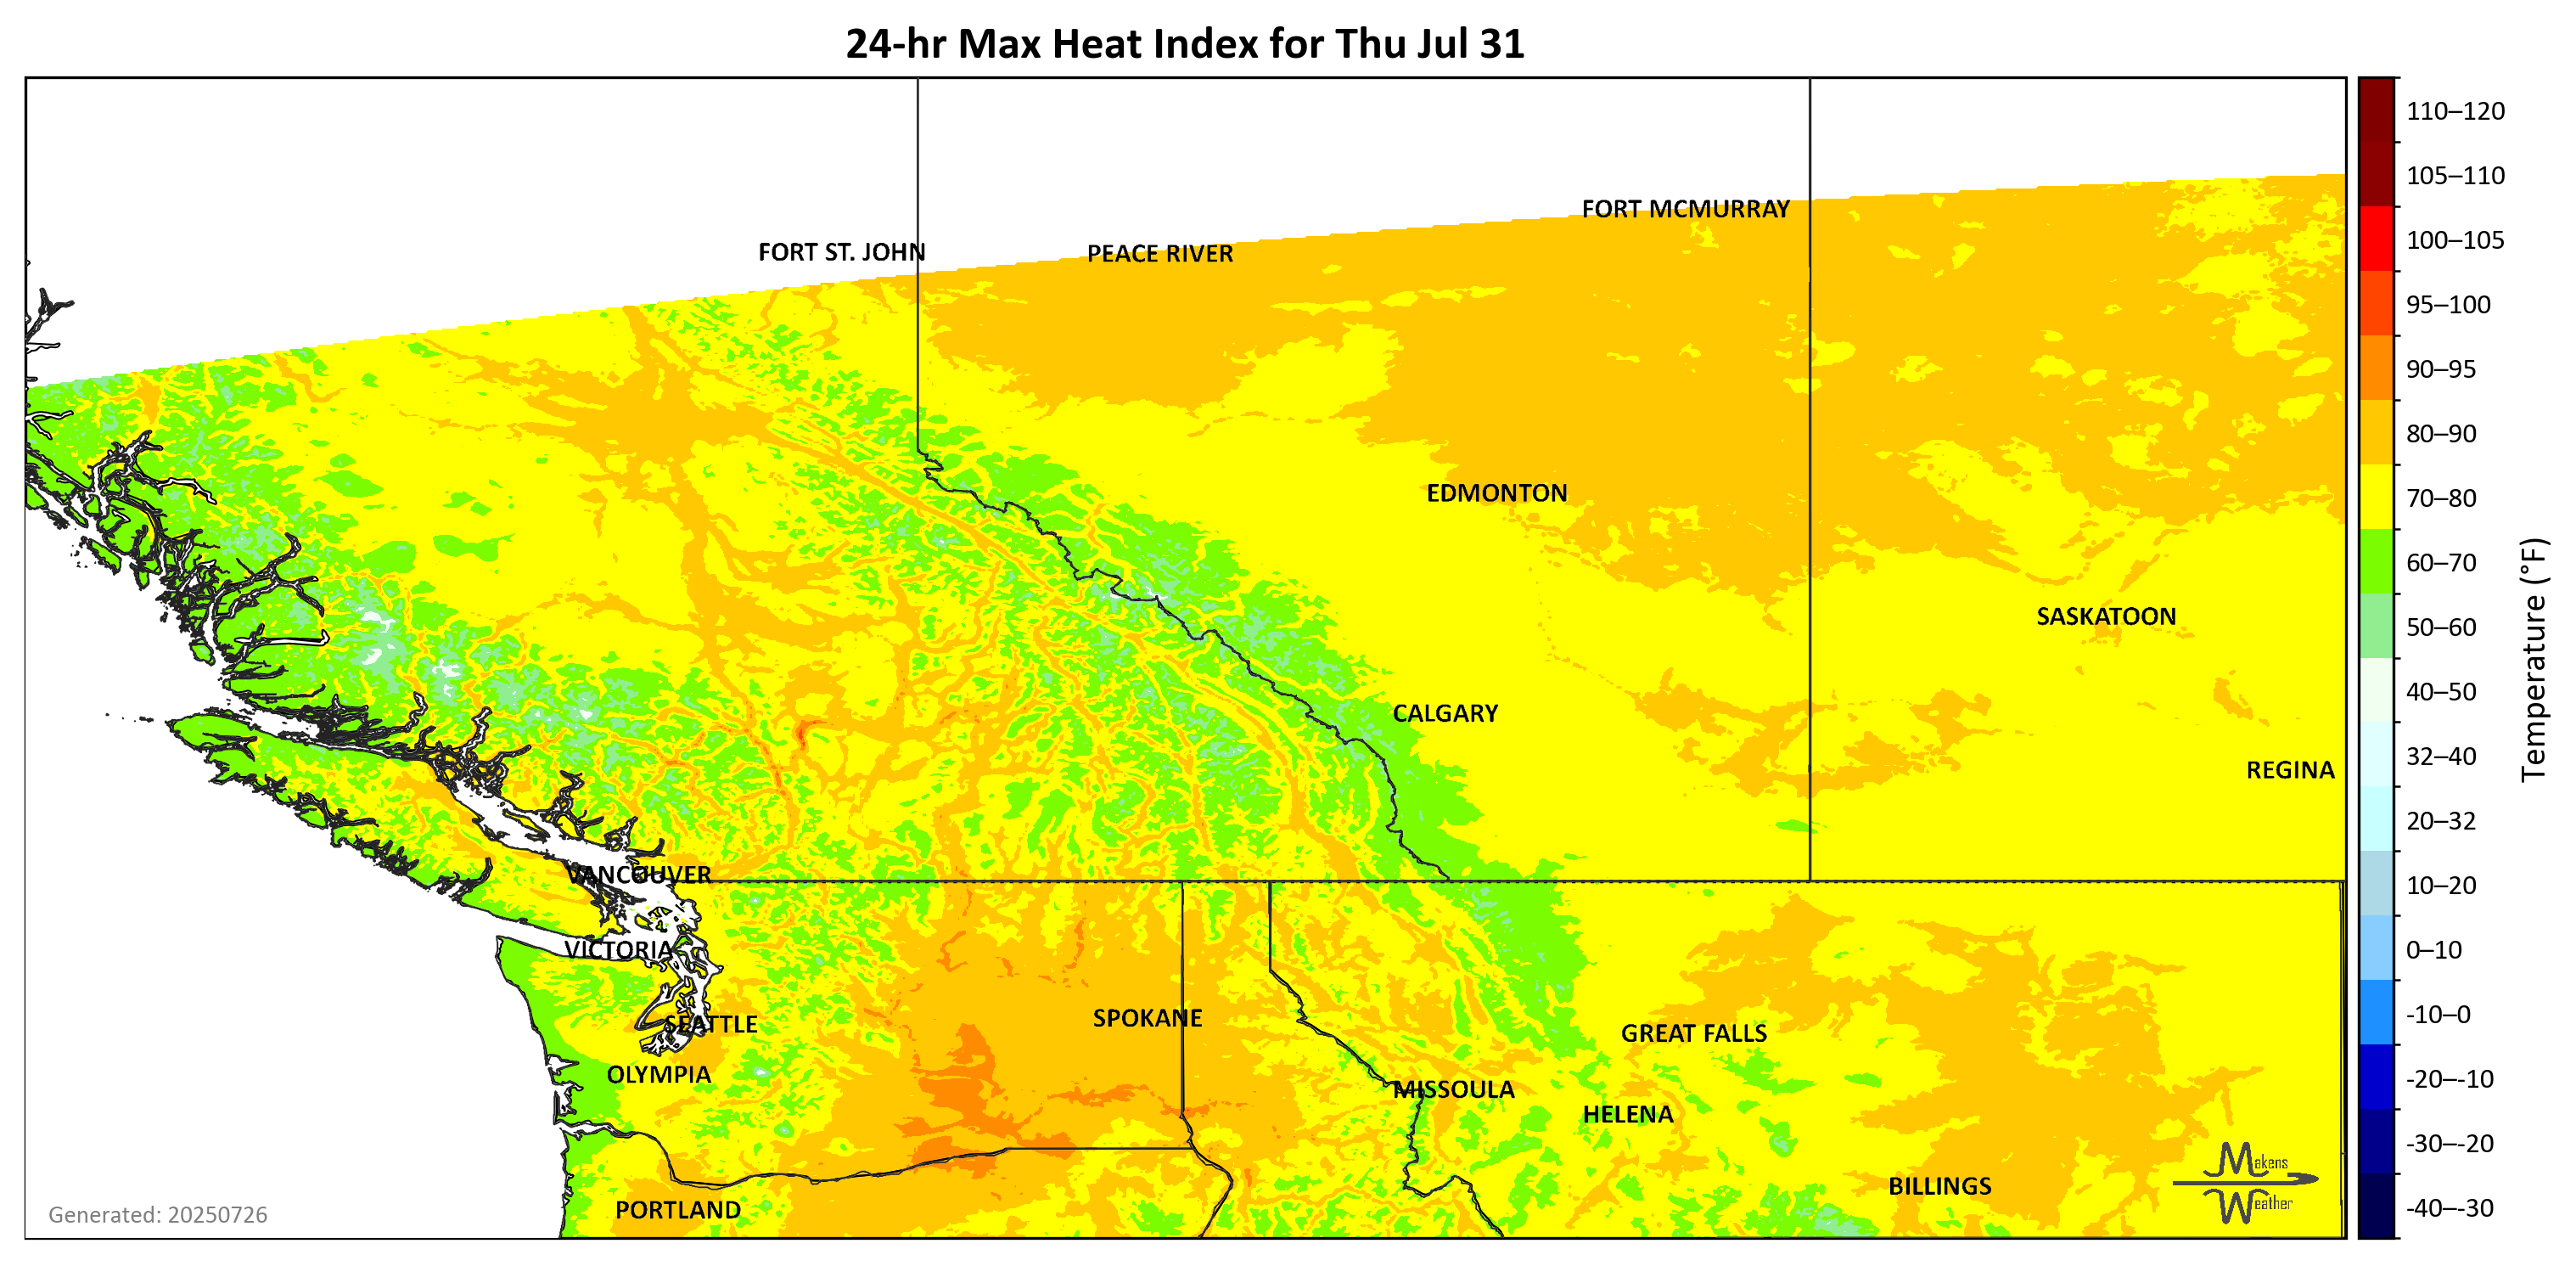 24-hr Max Heat Index for Thu Jul 31
110–120
105–110
FORT MCMURRAY
100–105
FORT ST. JOHN
PEACE RIVER
95–100
90–95
80–90
EDMONTON
70–80
60–70
SASKATOON
50–60
40–50
CALGARY
32–40
REGINA
Temperature (°F)
20–32
VANCOUVER
10–20
VICTORIA
0–10
SEATTLE
SPOKANE
GREAT FALLS
-10–0
OLYMPIA
MISSOULA
-20–-10
HELENA
-30–-20
Makens
Weather
BILLINGS
PORTLAND
-40–-30
Generated: 20250726